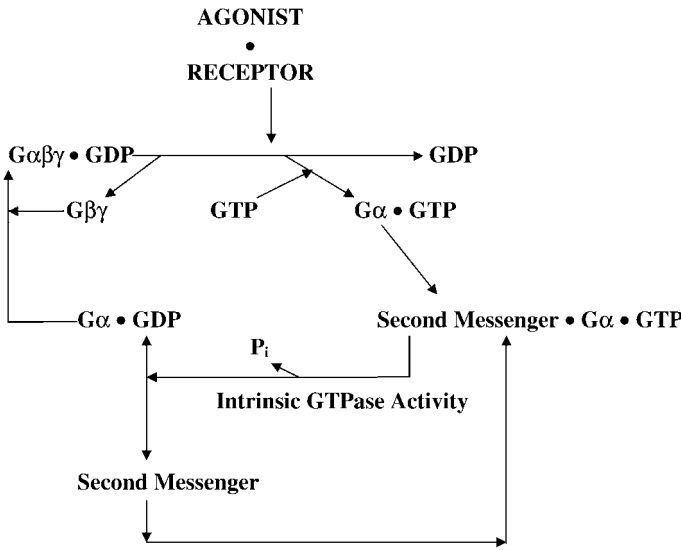 AGONIST
•
RECEPTOR
Gαβγ • GDP
GDP
Gβγ
GTP
Gα • GTP
Gα • GDP
Second Messenger • Gα • GTP
Pi
Intrinsic GTPase Activity
Second Messenger